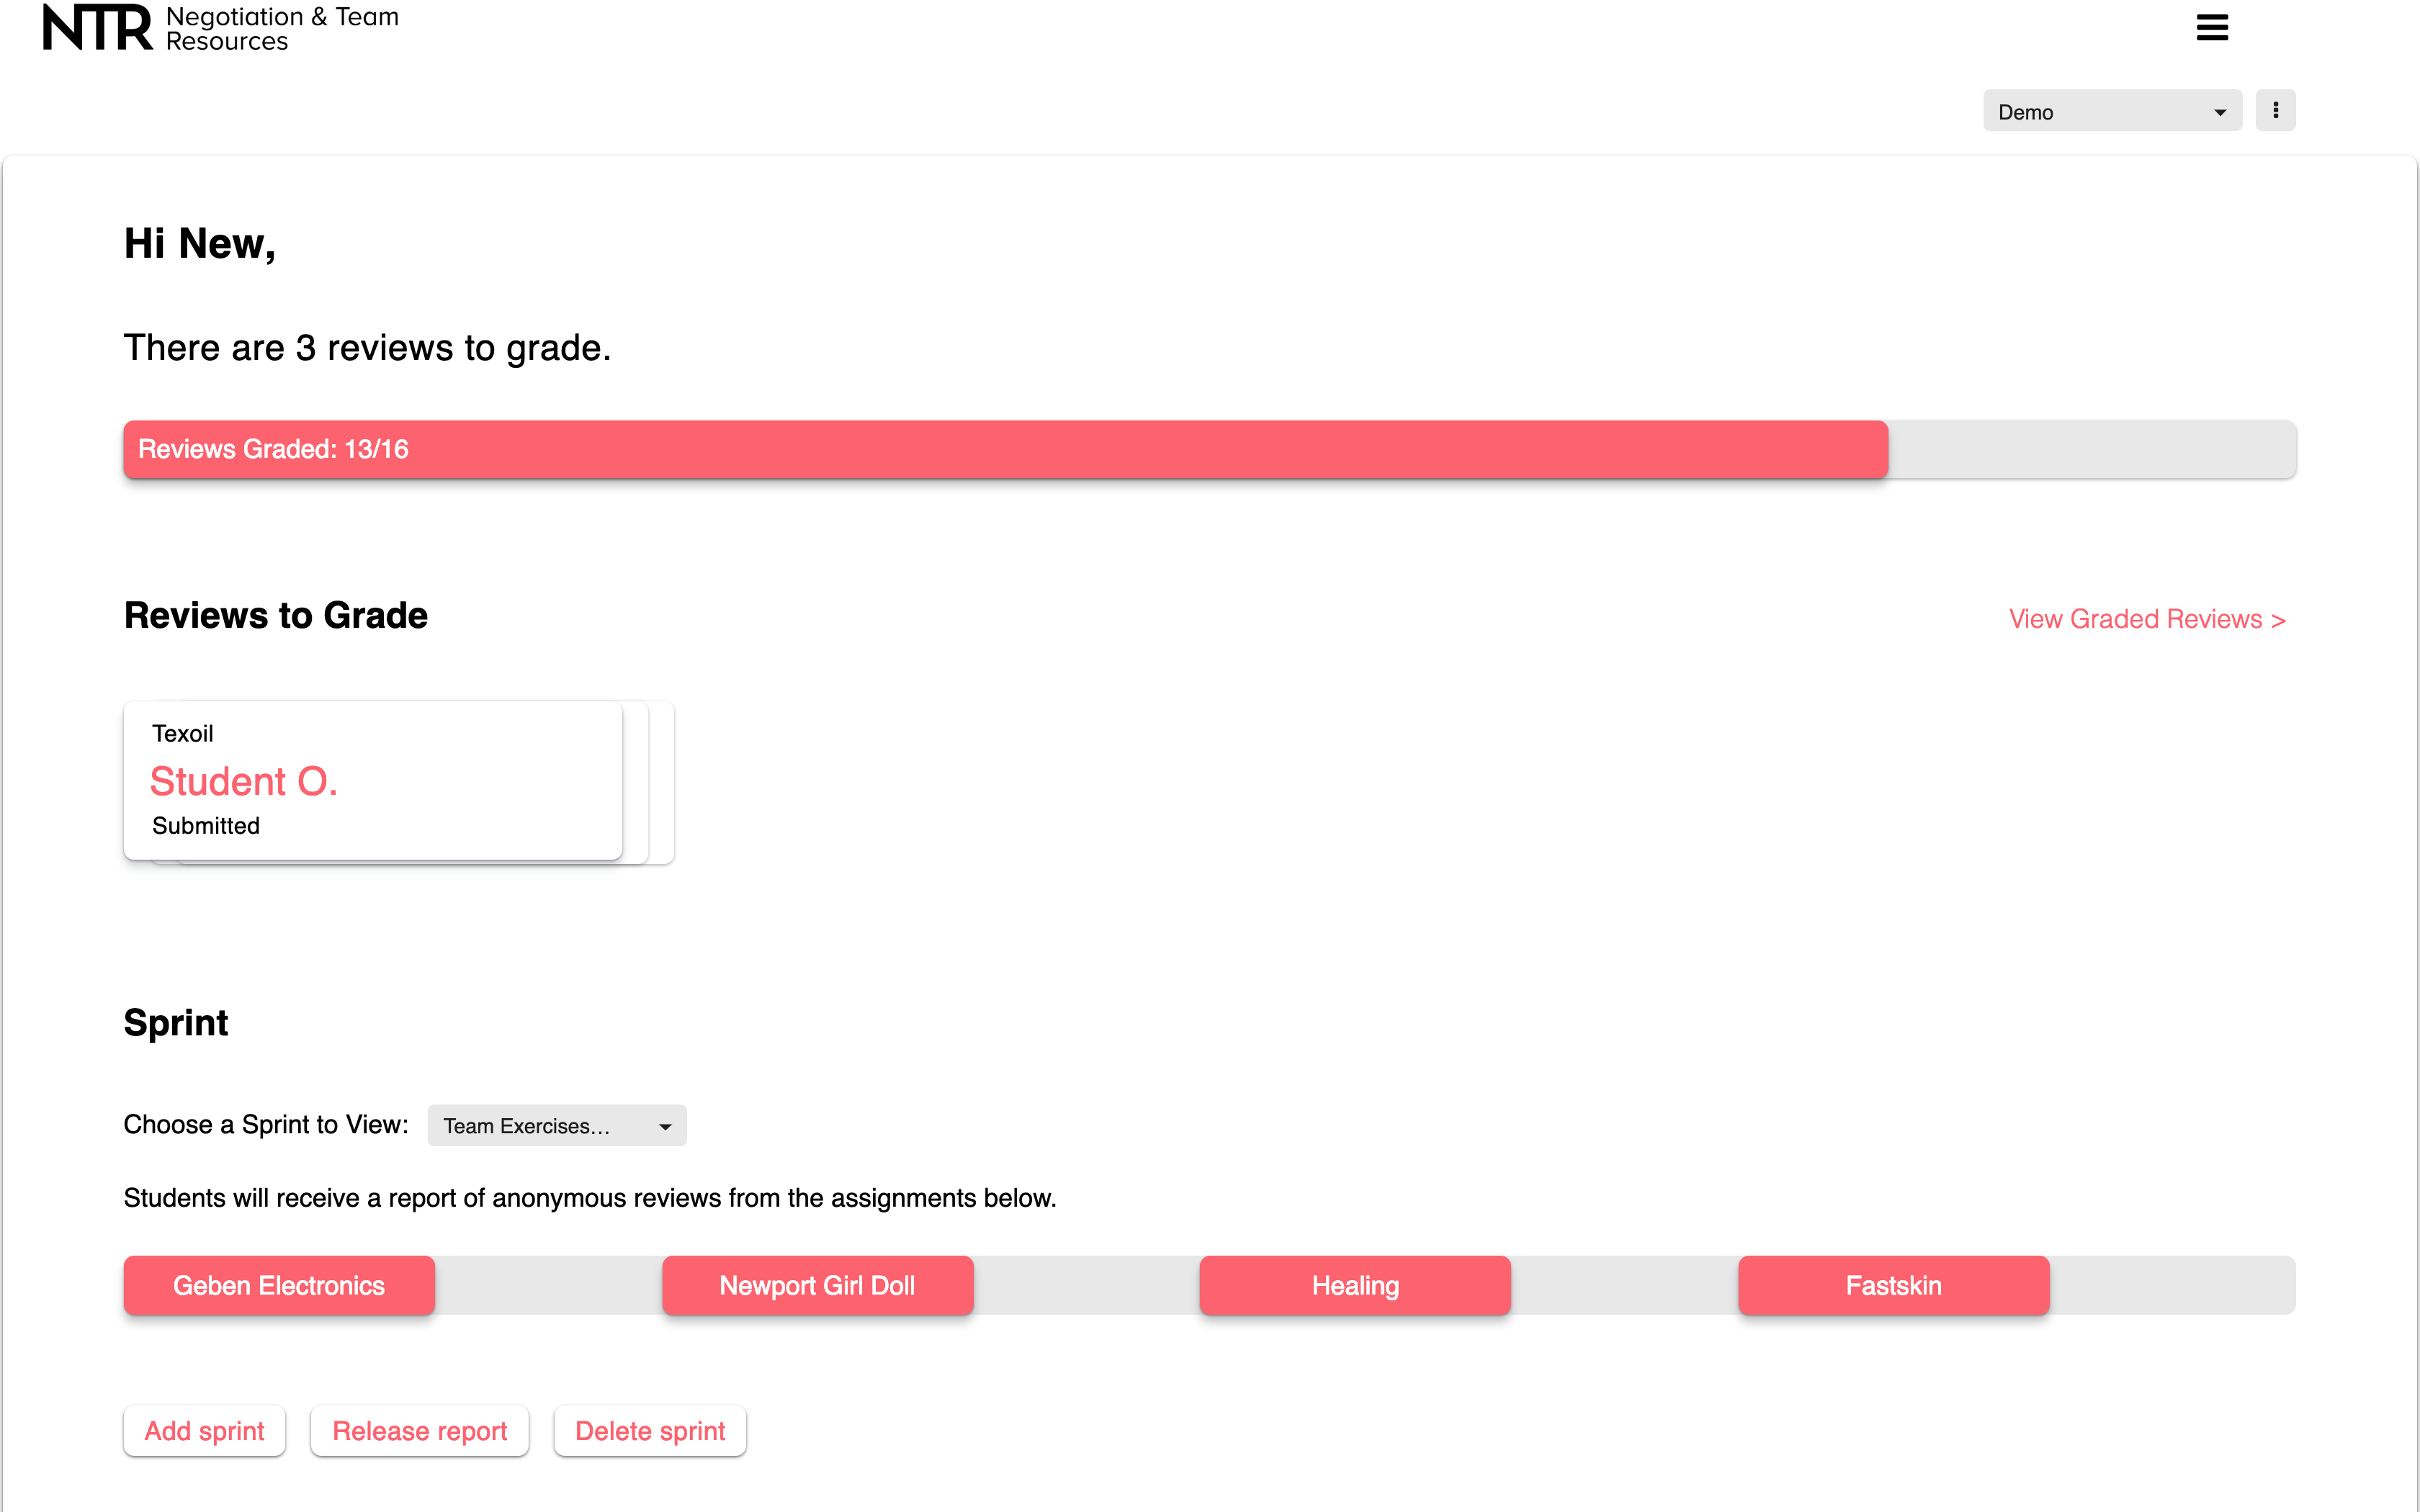 NTR Negotiation & Team
Resources
Demo
Hi New,
There are 3 reviews to grade.
Reviews Graded: 13/16
Reviews to Grade
View Graded Reviews >
Texoil
Student O.
Submitted
Sprint
Choose a Sprint to View: Team Exercises...
Students will receive a report of anonymous reviews from the assignments below.
Geben Electronics Newport Girl Doll Healing Fastskin
Add sprint Release report Delete sprint